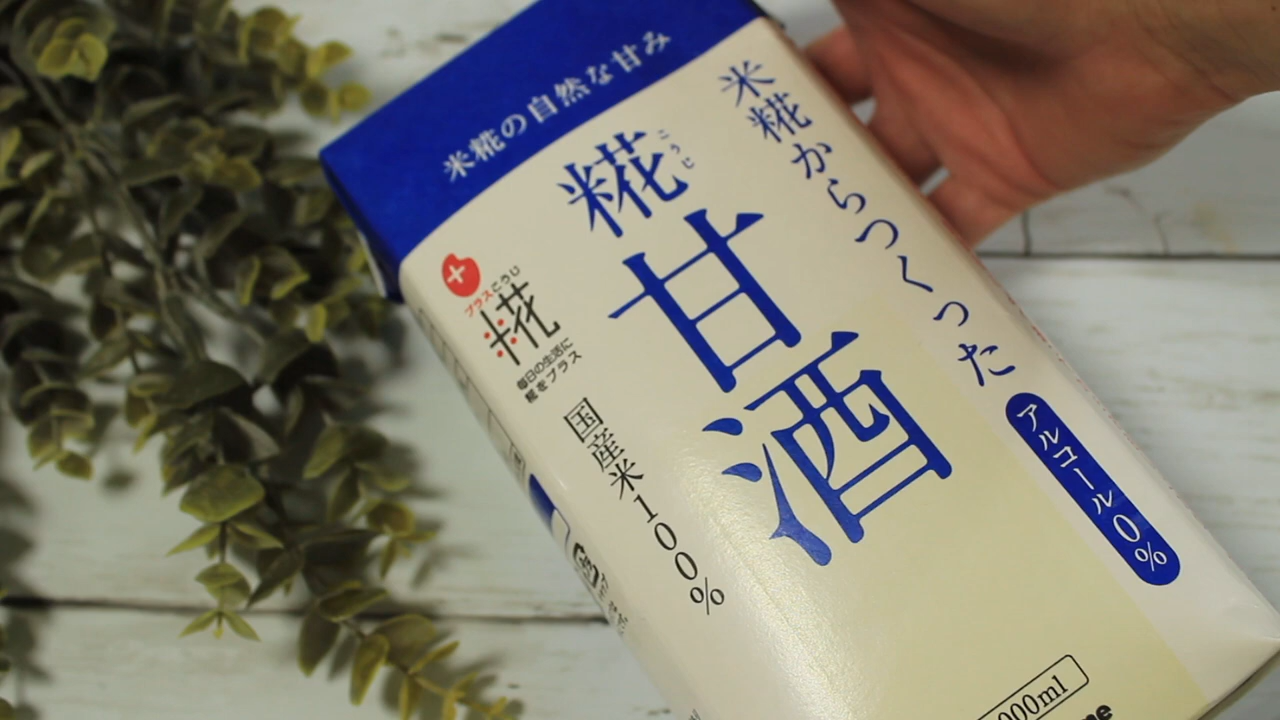 米糀の自然な甘み
米糀からつくった
アルコール0%
こうじ
糀
甘酒
プラスこうじ
糀
毎日の生活に
糀をプラス
国産米100%
000ml
me